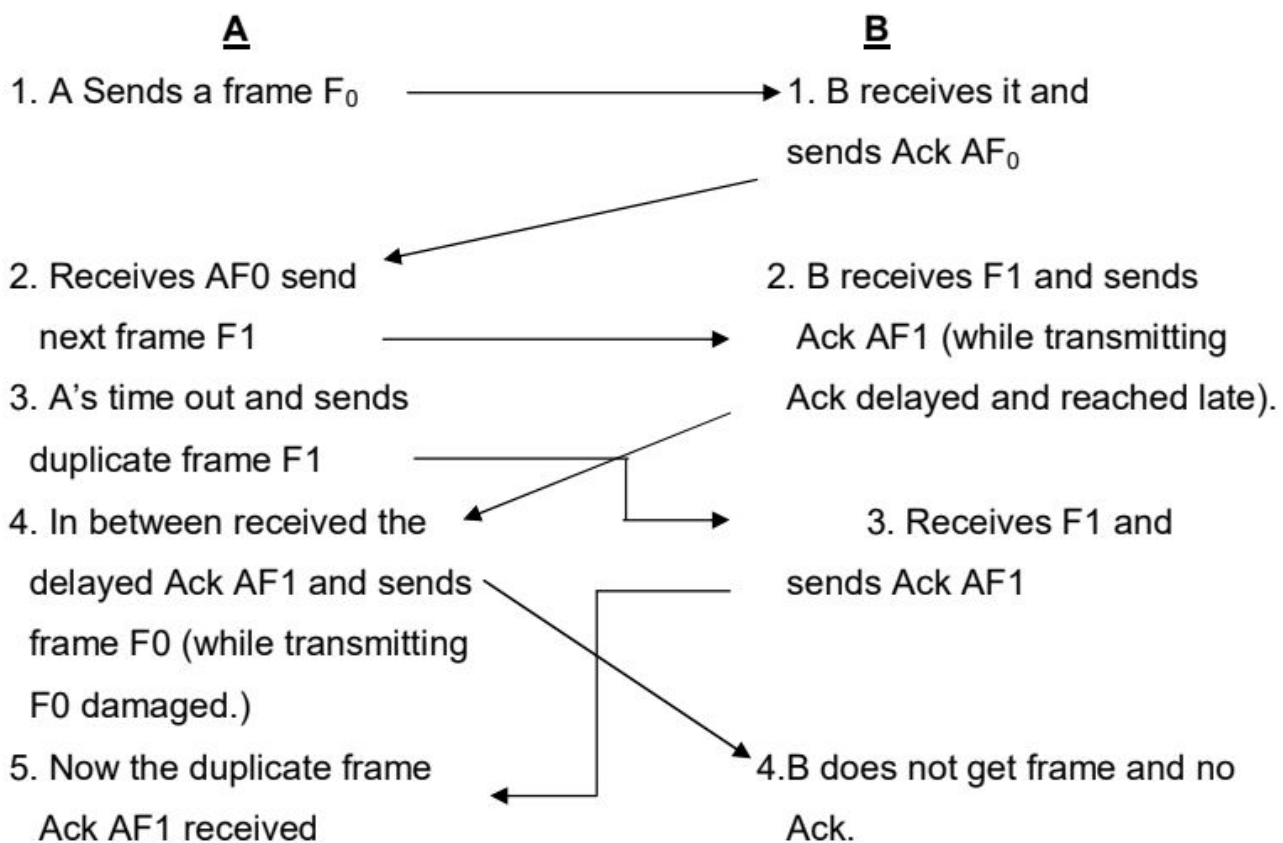 A
B
1. A Sends a frame F₀
1. B receives it and
sends Ack AF₀
2. Receives AF0 send
next frame F1
3. A's time out and sends
duplicate frame F1
4. In between received the
delayed Ack AF1 and sends
frame F0 (while transmitting
F0 damaged.)
5. Now the duplicate frame
Ack AF1 received
2. B receives F1 and sends
Ack AF1 (while transmitting
Ack delayed and reached late).
3. Receives F1 and
sends Ack AF1
4.B does not get frame and no
Ack.